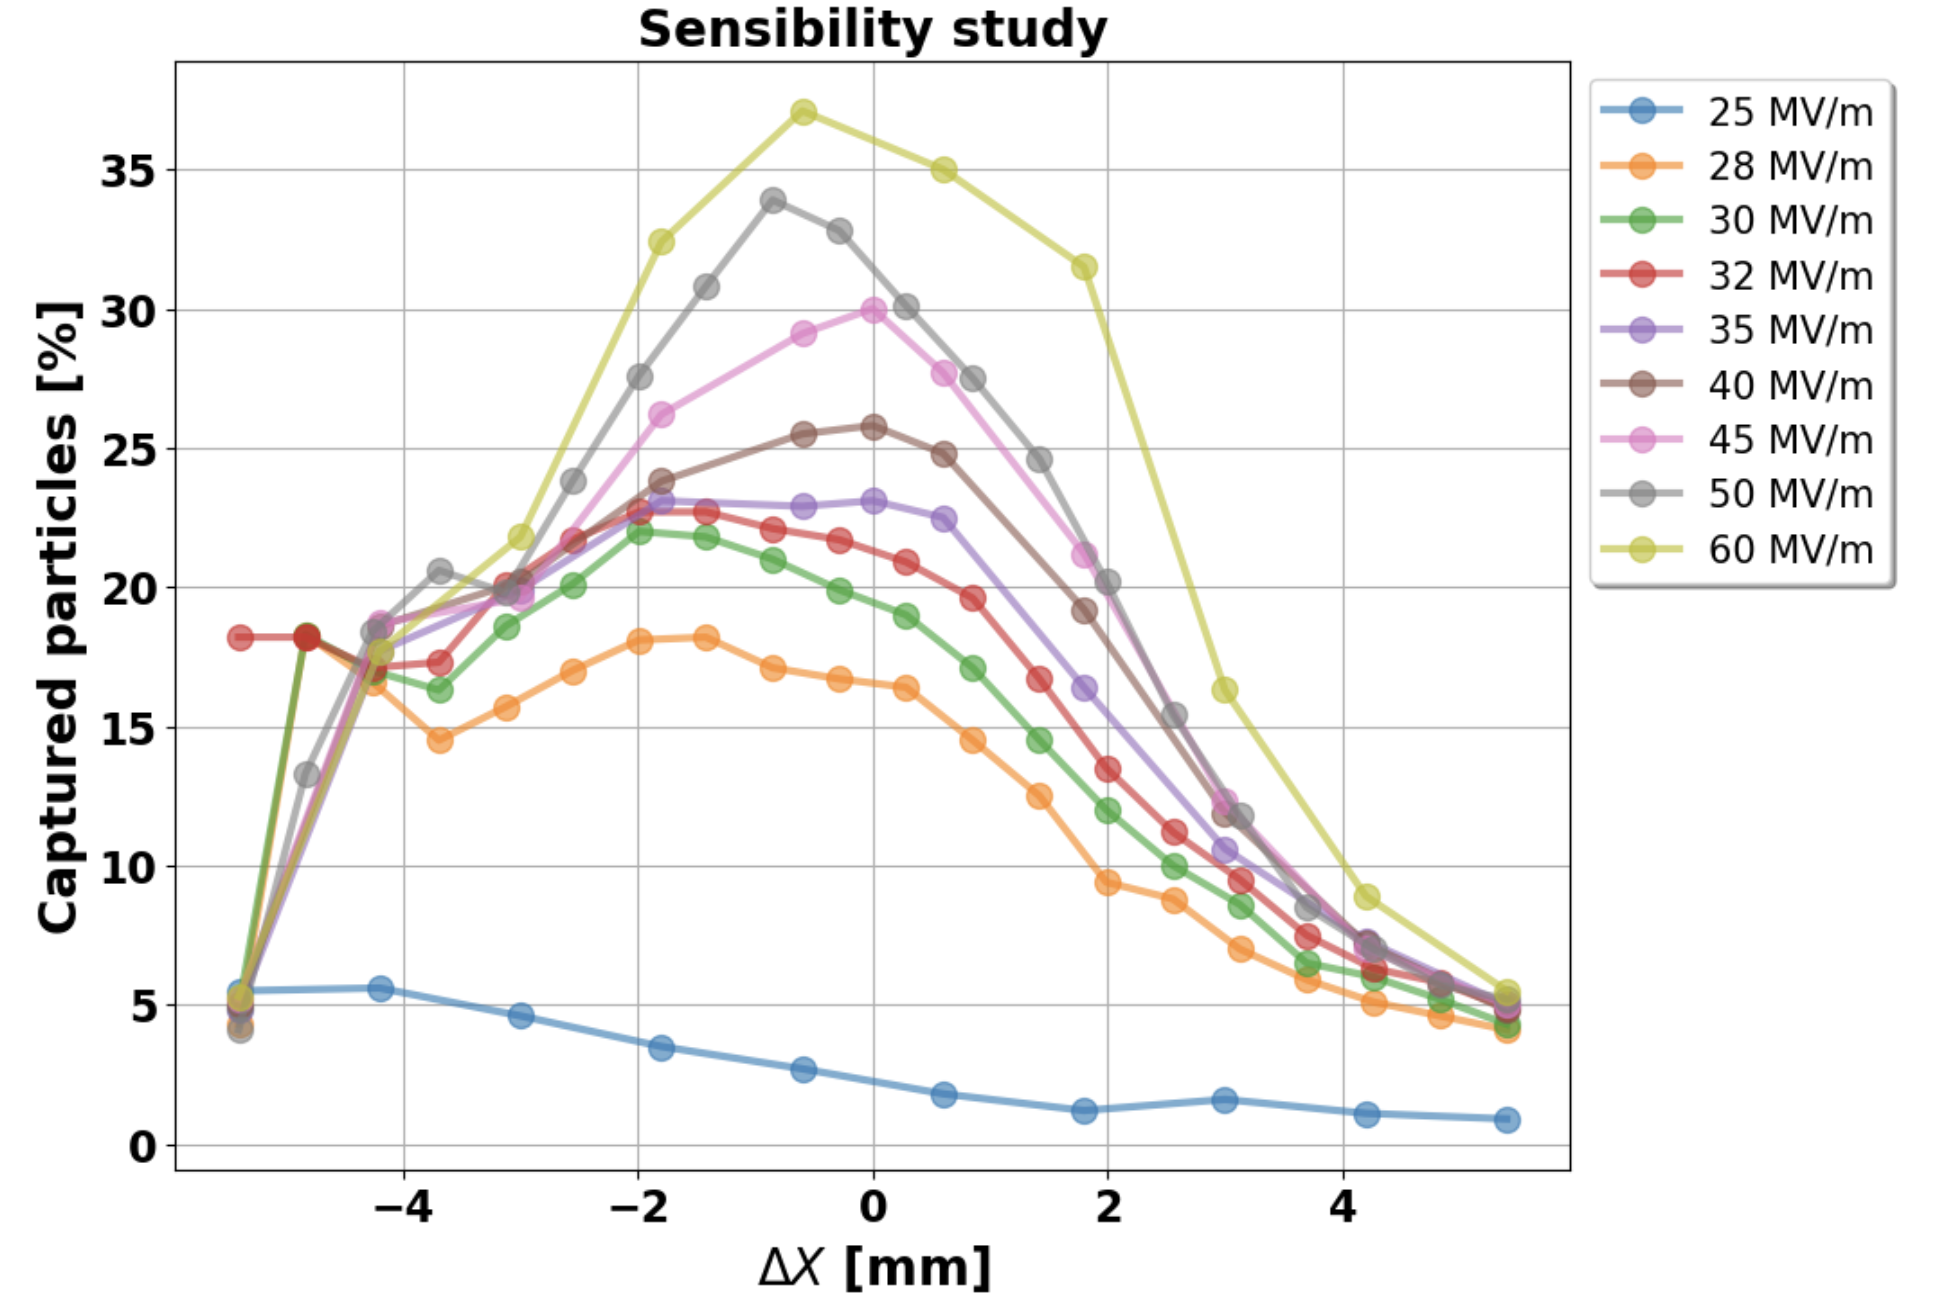 Sensibility study
Captured particles [%]
35
30
25
20
15
10
5
0
−4
−2
0
2
4
ΔX [mm]
25 MV/m
28 MV/m
30 MV/m
32 MV/m
35 MV/m
40 MV/m
45 MV/m
50 MV/m
60 MV/m